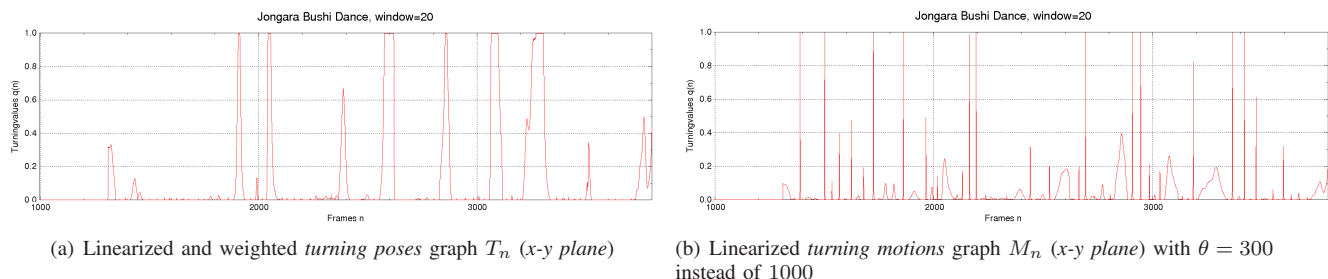 Jongara Bushi Dance, window=20
1.0
0.8
0.6
0.4
0.2
0.0
Turningvalues q(n)
1000
2000
3000
Frames n
(a) Linearized and weighted turning poses graph Tn (x-y plane)
Jongara Bushi Dance, window=20
1.0
0.8
0.6
0.4
0.2
0.0
Turningvalues q(n)
1000
2000
3000
Frames n
(b) Linearized turning motions graph Mn (x-y plane) with θ = 300
instead of 1000